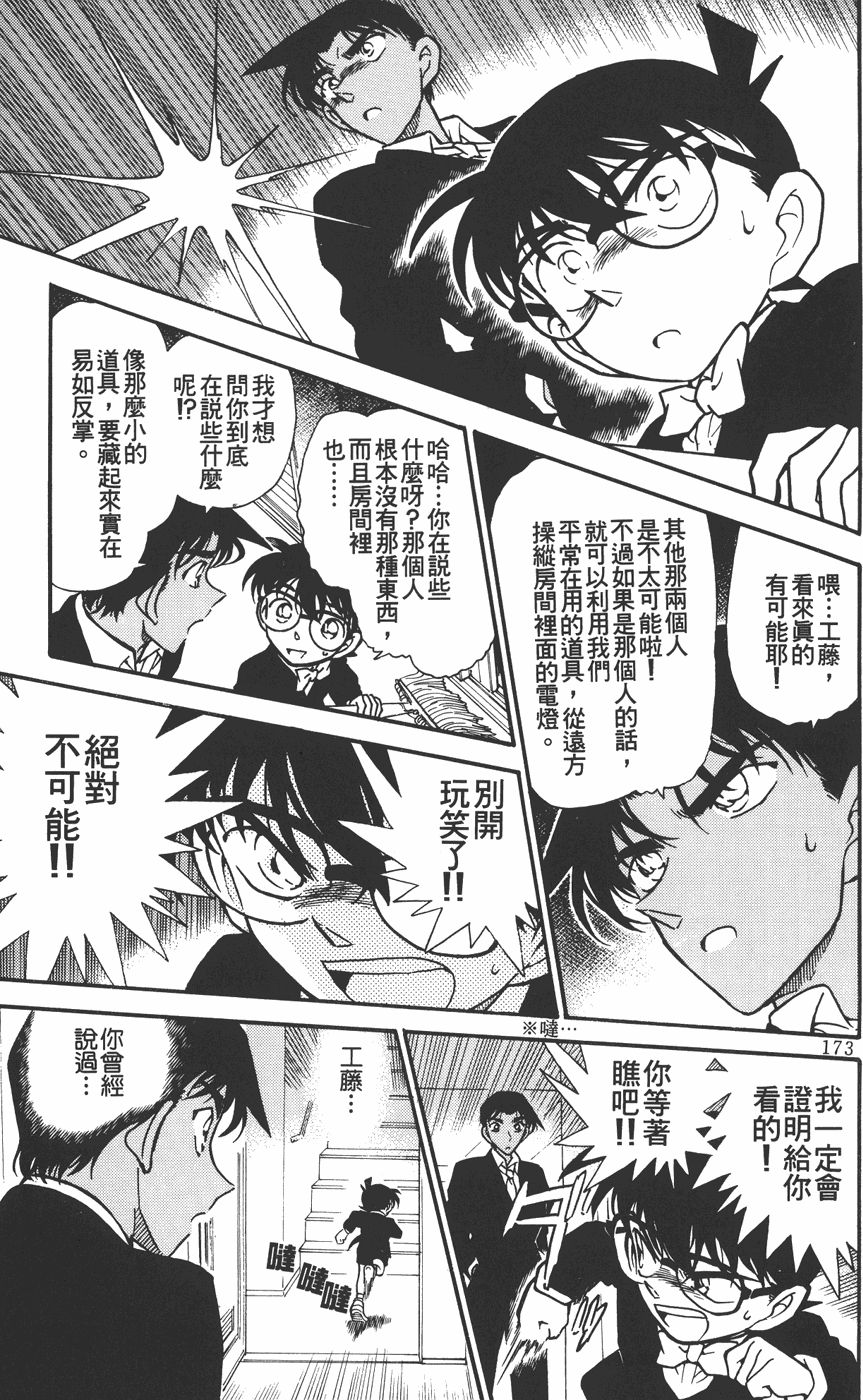 喂…工藤，
看來眞的
有可能耶！
其他那兩個人
是不太可能啦！
不過如果是那個人的話，
就可以利用我們
平常在用的道具，從遠方
操縱房間裡面的電燈。
哈哈…你在説些
什麼呀？那個人
根本沒有那種東西，
而且房間裡
也……
我才想
問你到底
在説些什麼
呢!?
像那麼小的
道具，要藏起來實在
易如反掌。
別開
玩笑了!!
絕對
不可能!!
※噠…
173
我一定會
證明給你
看的！
你等著
瞧吧!!
工藤…
噠噠噠
你曾經
説過…